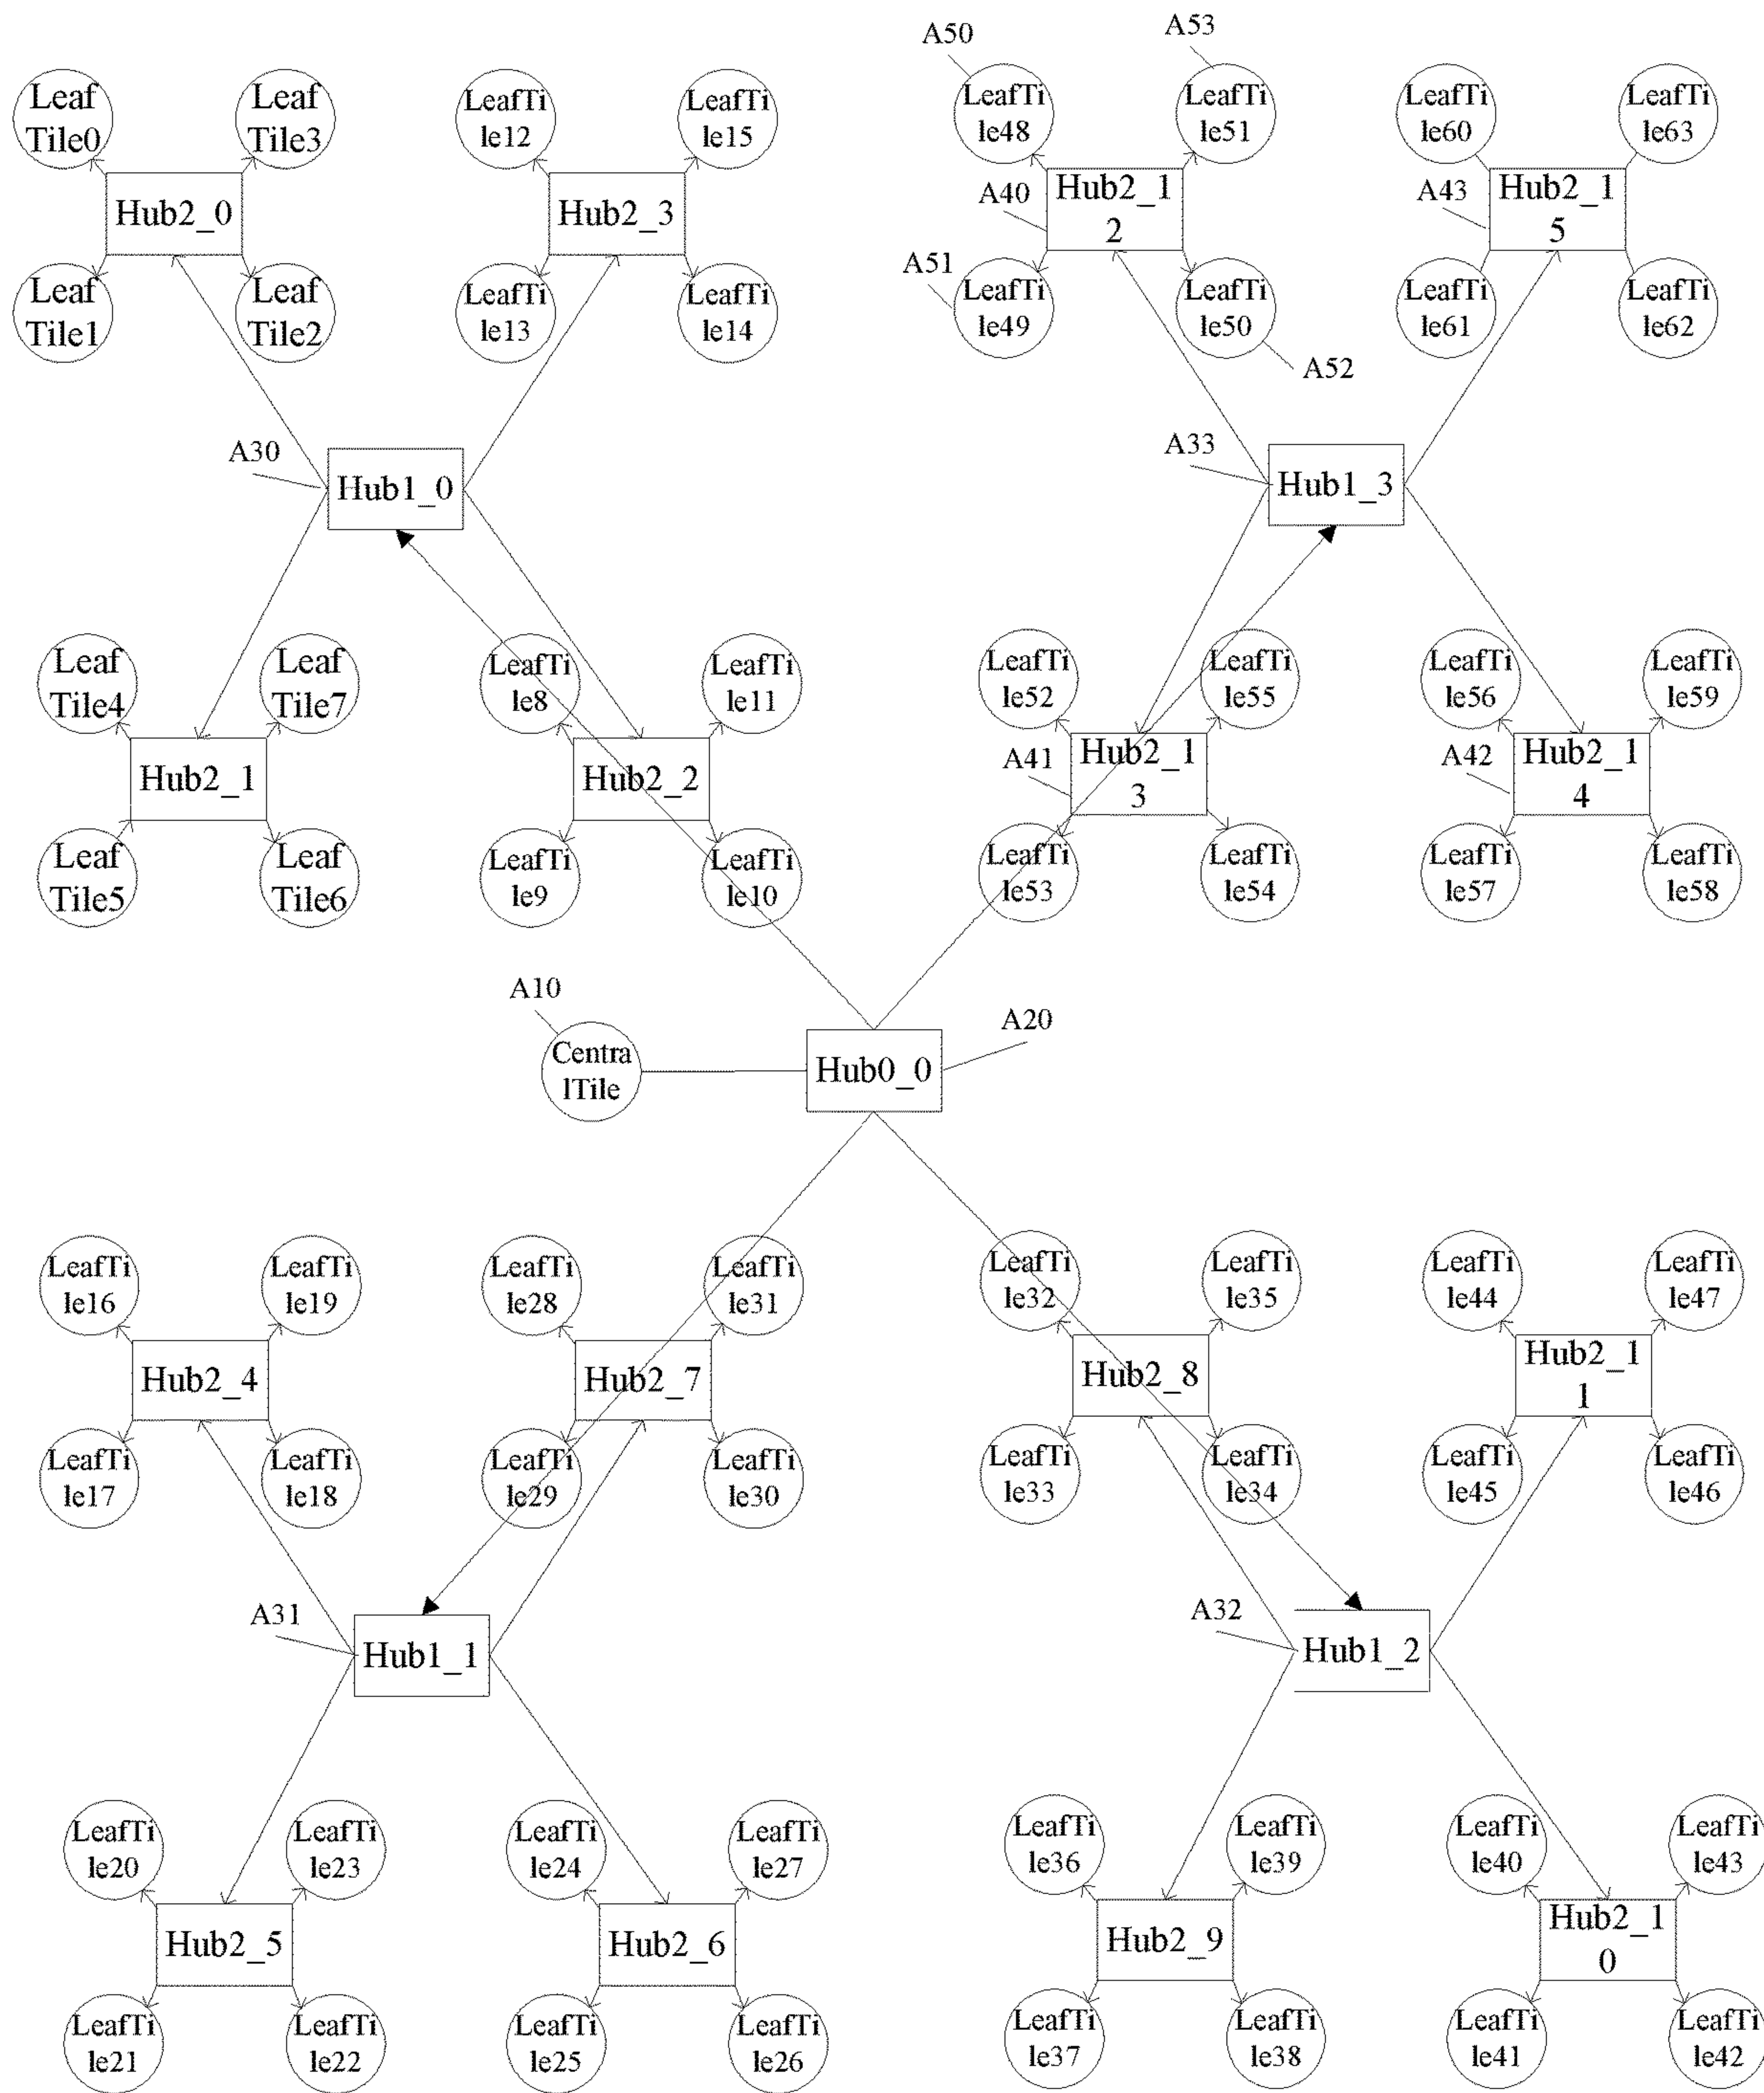 A50
A53
Leaf
Tile0
Leaf
Tile3
LeafTi
le12
LeafTi
le15
LeafTi
le48
LeafTi
le51
LeafTi
le60
LeafTi
le63
Hub2_0
Hub2_3
A40
Hub2_1
2
A43
Hub2_1
5
Leaf
Tile1
Leaf
Tile2
LeafTi
le13
LeafTi
le14
A51
LeafTi
le49
LeafTi
le50
LeafTi
le61
LeafTi
le62
A52
A30
Hub1_0
A33
Hub1_3
Leaf
Tile4
Leaf
Tile7
LeafTi
le8
LeafTi
le11
LeafTi
le52
LeafTi
le55
LeafTi
le56
LeafTi
le59
Hub2_1
Hub2_2
A41
Hub2_1
3
A42
Hub2_1
4
Leaf
Tile5
Leaf
Tile6
LeafTi
le9
LeafTi
le10
LeafTi
le53
LeafTi
le54
LeafTi
le57
LeafTi
le58
A10
A20
Centra
lTile
Hub0_0
LeafTi
le16
LeafTi
le19
LeafTi
le28
LeafTi
le31
LeafTi
le32
LeafTi
le35
LeafTi
le44
LeafTi
le47
Hub2_4
Hub2_7
Hub2_8
Hub2_1
1
LeafTi
le17
LeafTi
le18
LeafTi
le29
LeafTi
le30
LeafTi
le33
LeafTi
le34
LeafTi
le45
LeafTi
le46
A31
Hub1_1
A32
Hub1_2
LeafTi
le20
LeafTi
le23
LeafTi
le24
LeafTi
le27
LeafTi
le36
LeafTi
le39
LeafTi
le40
LeafTi
le43
Hub2_5
Hub2_6
Hub2_9
Hub2_1
0
LeafTi
le21
LeafTi
le22
LeafTi
le25
LeafTi
le26
LeafTi
le37
LeafTi
le38
LeafTi
le41
LeafTi
le42